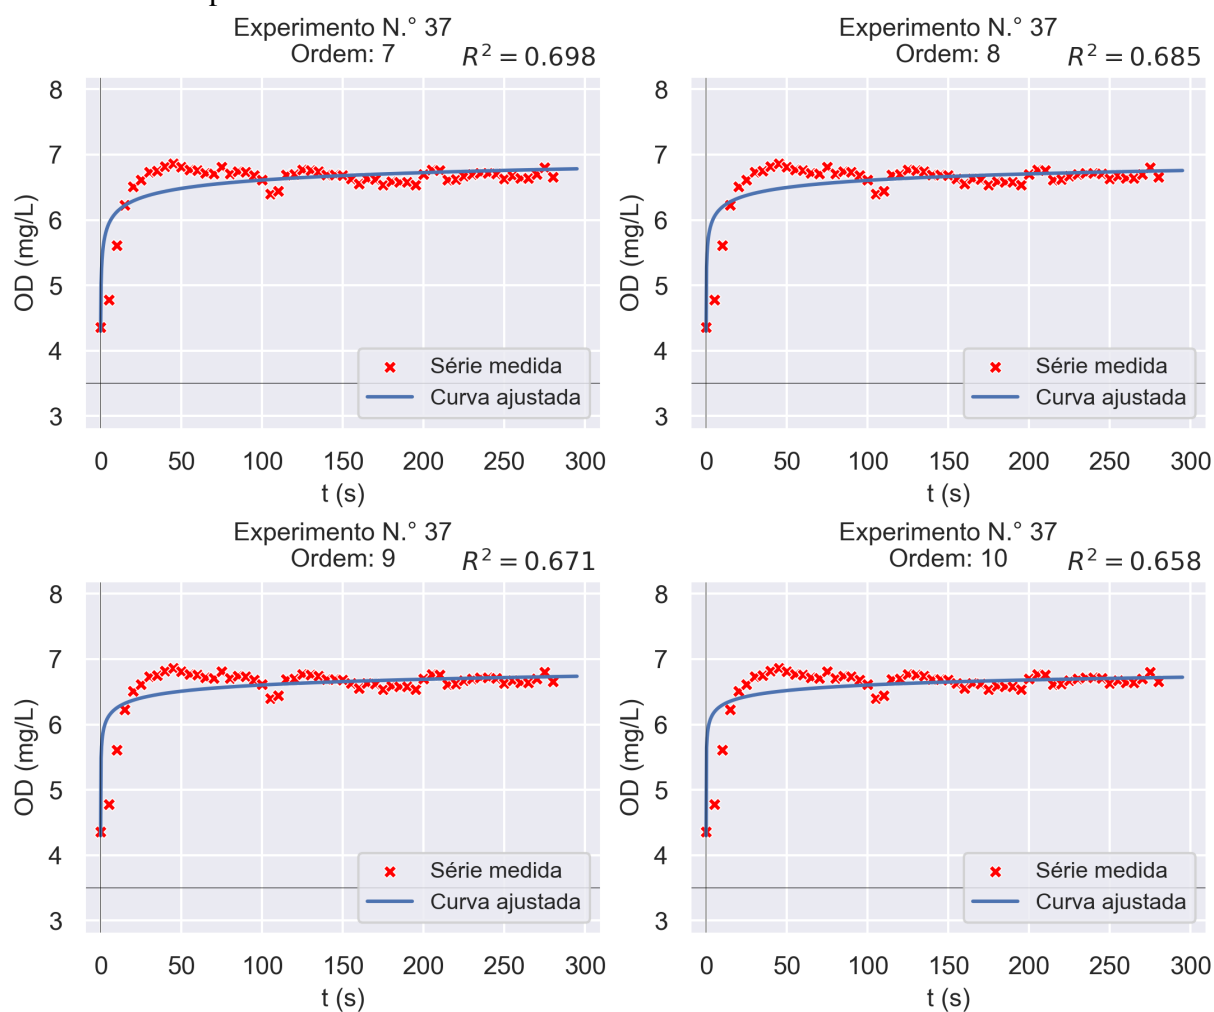 Experimento N.° 37
Ordem: 7
R² = 0.698
8
7
6
5
4
3
OD (mg/L)
Série medida
Curva ajustada
0 50 100 150 200 250 300
t (s)
Experimento N.° 37
Ordem: 8
R² = 0.685
8
7
6
5
4
3
OD (mg/L)
Série medida
Curva ajustada
0 50 100 150 200 250 300
t (s)
Experimento N.° 37
Ordem: 9
R² = 0.671
8
7
6
5
4
3
OD (mg/L)
Série medida
Curva ajustada
0 50 100 150 200 250 300
t (s)
Experimento N.° 37
Ordem: 10
R² = 0.658
8
7
6
5
4
3
OD (mg/L)
Série medida
Curva ajustada
0 50 100 150 200 250 300
t (s)